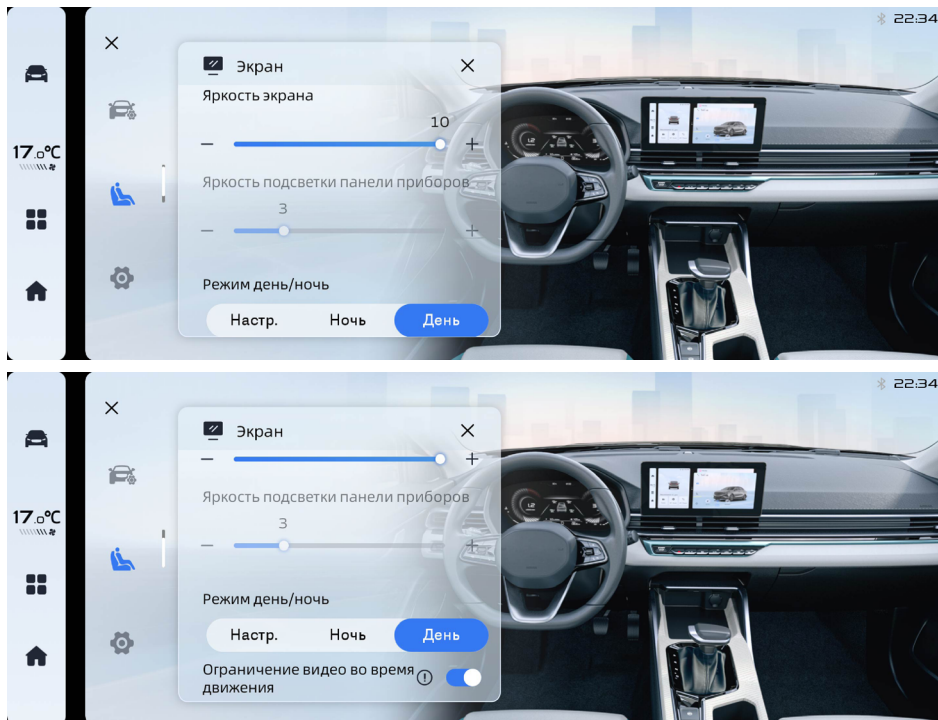 22:34
Экран
Яркость экрана
10
17.0°C
Яркость подсветки панели приборов
3
Режим день/ночь
Настр. Ночь День
22:34
Экран
Яркость подсветки панели приборов
17.0°C
3
Режим день/ночь
Настр. Ночь День
Ограничение видео во время
движения